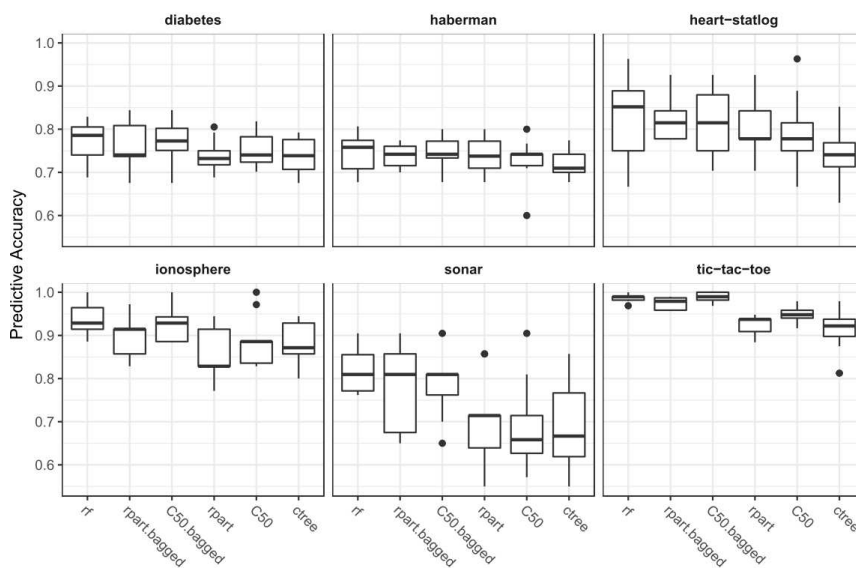 diabetes haberman heart-statlog
1.0
0.9
0.8
0.7
0.6
Predictive Accuracy
ionosphere sonar tic-tac-toe
1.0
0.9
0.8
0.7
0.6
rf rpart.bagged C50.bagged rpart C50 ctree rf rpart.bagged C50.bagged rpart C50 ctree rf rpart.bagged C50.bagged rpart C50 ctree